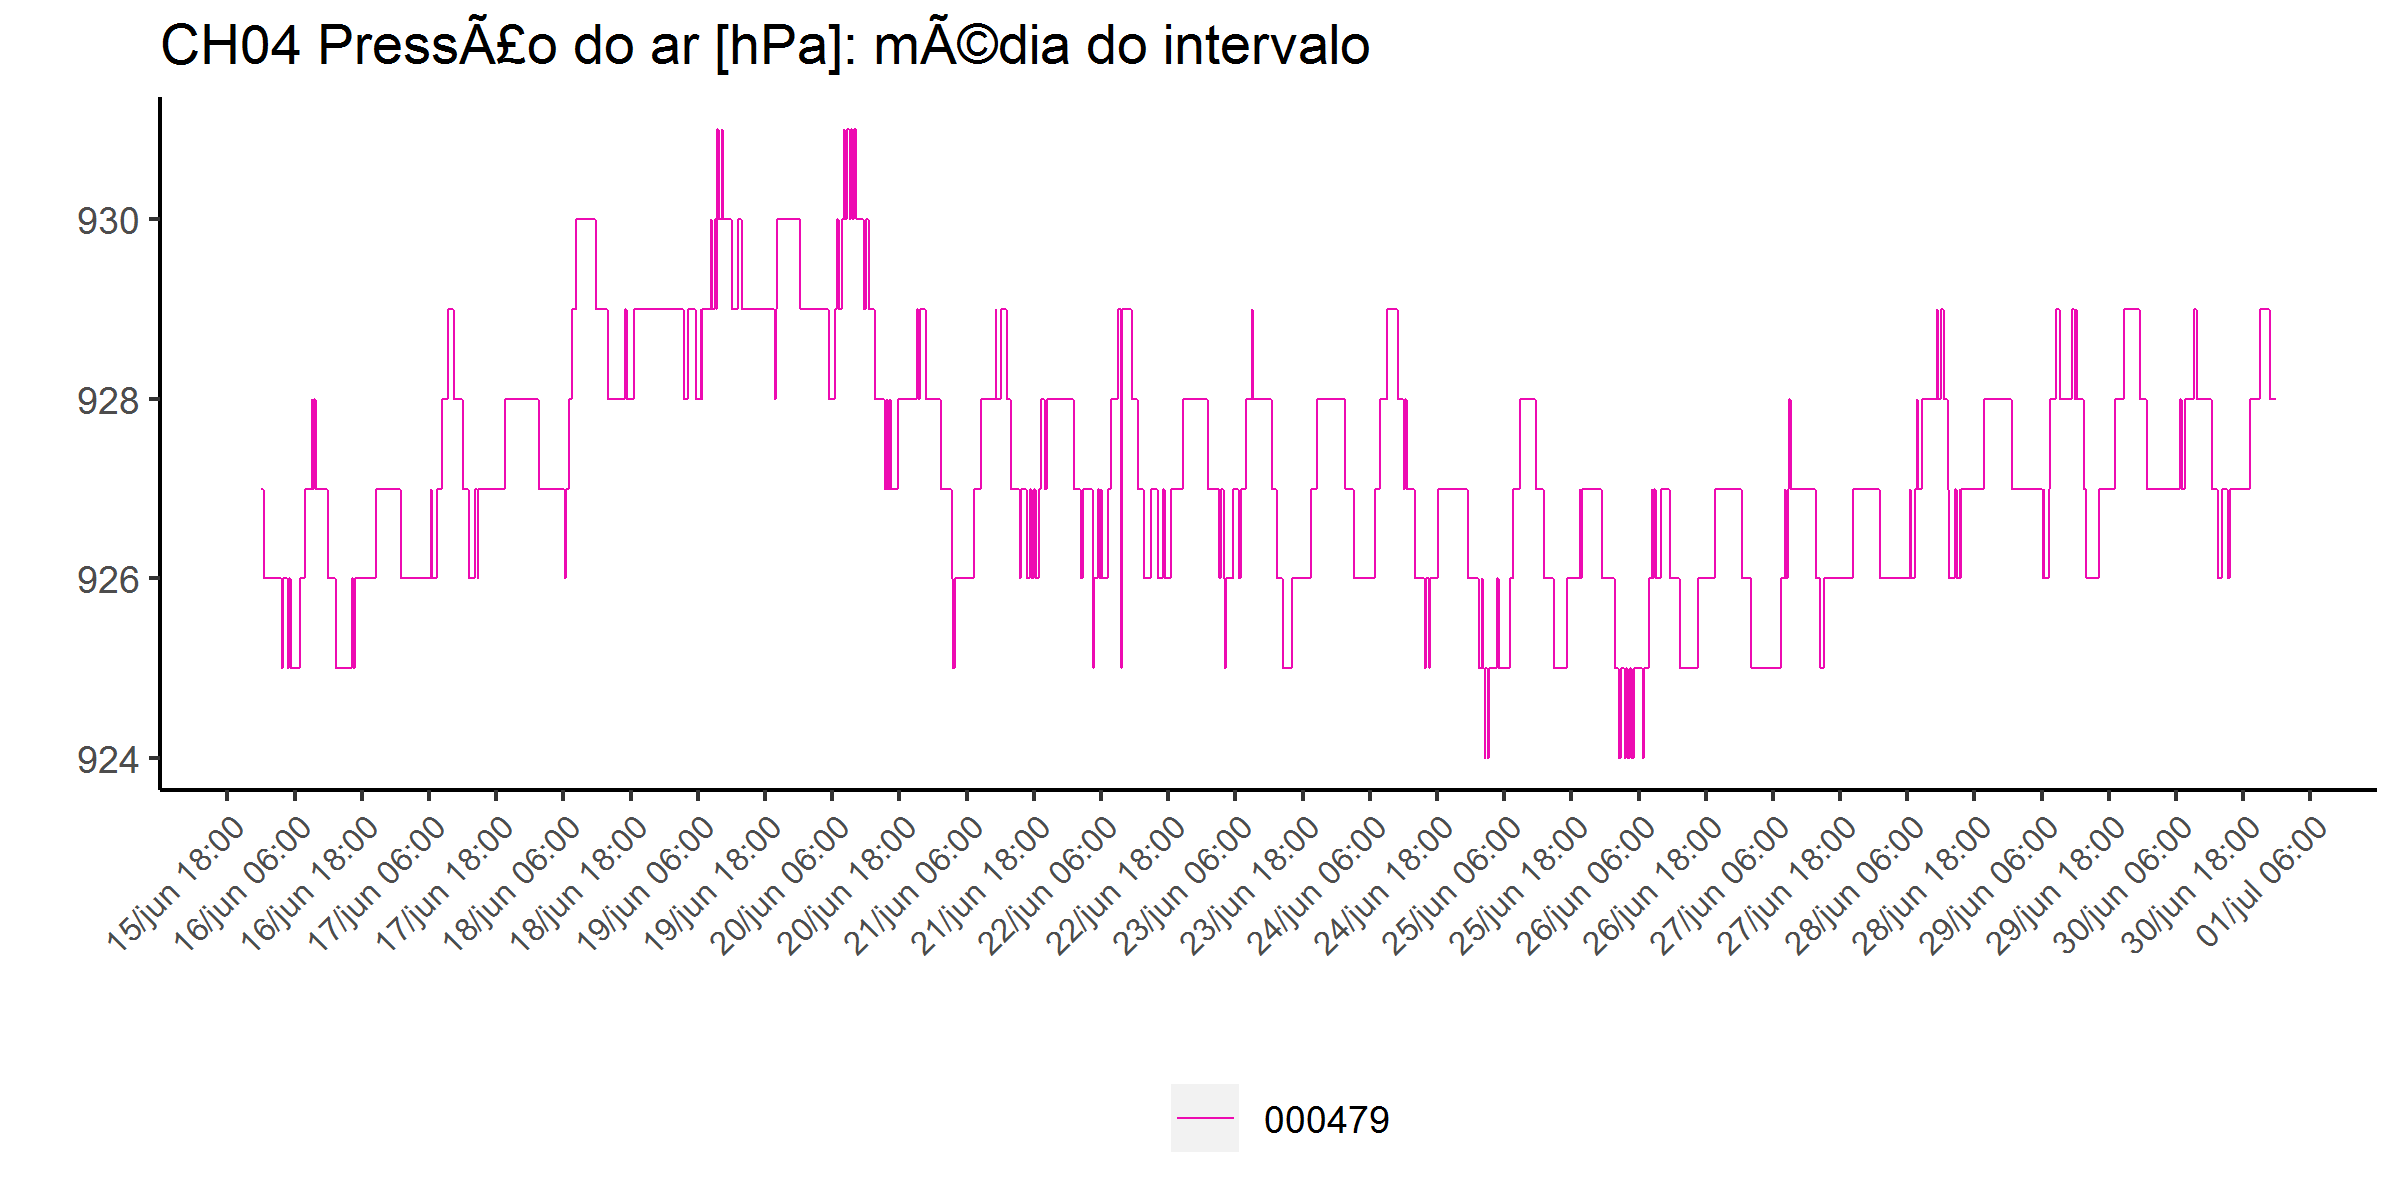 CH04 PressÃ£o do ar [hPa]: mÃ©dia do intervalo
930
928
926
924
15/jun 18:00
16/jun 06:00
16/jun 18:00
17/jun 06:00
17/jun 18:00
18/jun 06:00
18/jun 18:00
19/jun 06:00
19/jun 18:00
20/jun 06:00
20/jun 18:00
21/jun 06:00
21/jun 18:00
22/jun 06:00
22/jun 18:00
23/jun 06:00
23/jun 18:00
24/jun 06:00
24/jun 18:00
25/jun 06:00
25/jun 18:00
26/jun 06:00
26/jun 18:00
27/jun 06:00
27/jun 18:00
28/jun 06:00
28/jun 18:00
29/jun 06:00
29/jun 18:00
30/jun 06:00
30/jun 18:00
01/jul 06:00
000479